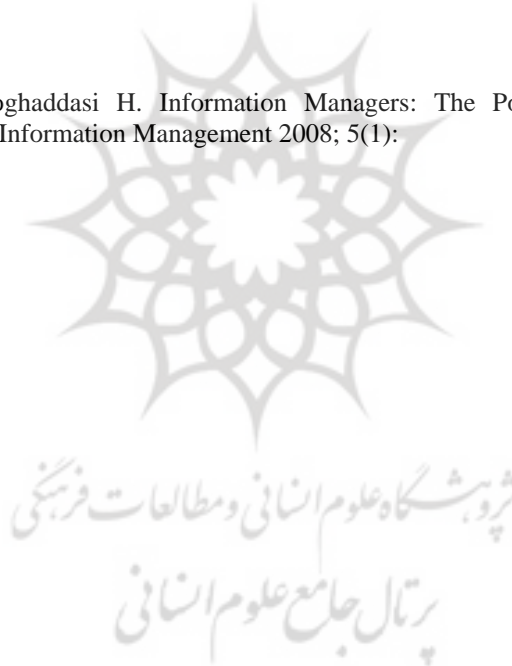 oghaddasi H. Information Managers: The Po
Information Management 2008; 5(1):
پژوهشگاه علوم انسانی و مطالعات فرهنگی
پرتال جامع علوم انسانی